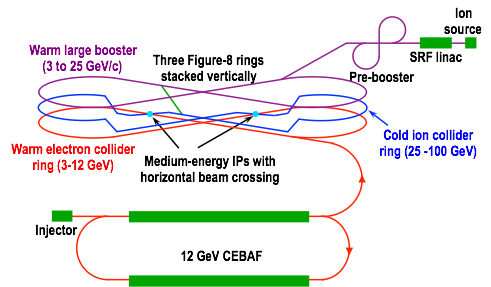 Ion
source
Warm large booster
(3 to 25 GeV/c)
Three Figure-8 rings
stacked vertically
SRF linac
Pre-booster
Warm electron collider
ring (3-12 GeV)
Medium-energy IPs with
horizontal beam crossing
Cold ion collider
ring (25 -100 GeV)
Injector
12 GeV CEBAF